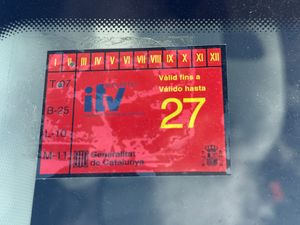 I II III IV V VI VII VIII IX X XI XII
T-07
B-25
L-10
M-11
itv
Vàlid fins a
Válido hasta
27
Generalitat
de Catalunya